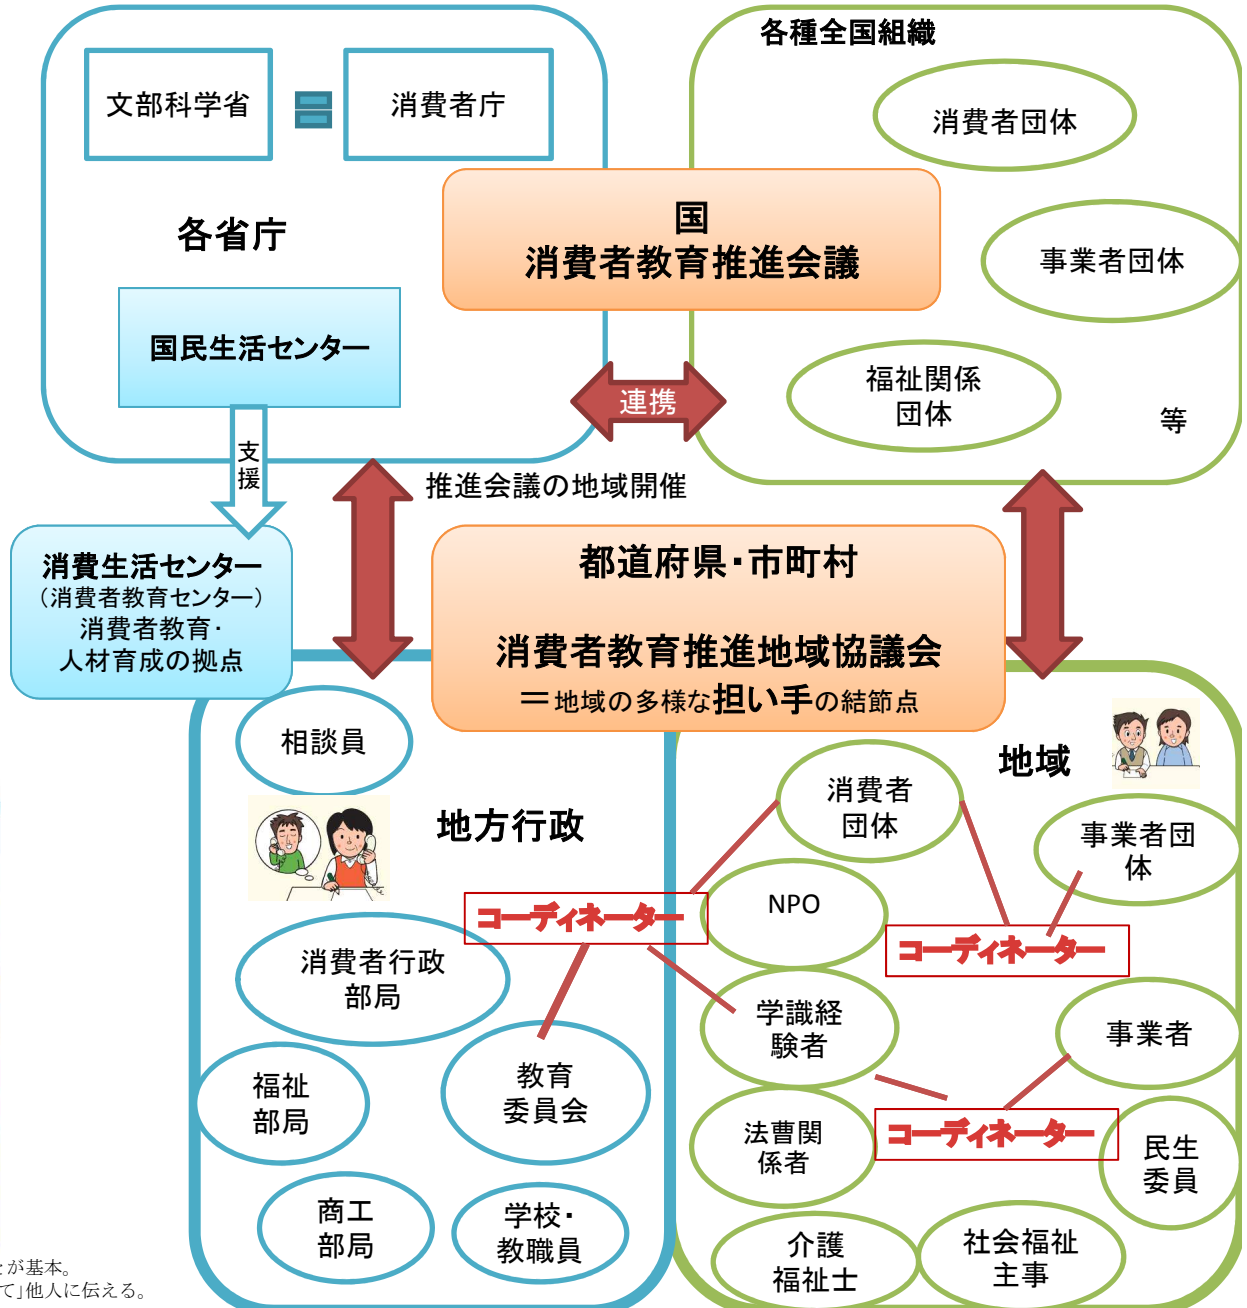 各種全国組織
文部科学省
消費者庁
消費者団体
各省庁
国
消費者教育推進会議
事業者団体
国民生活センター
連携
福祉関係
団体
等
支
援
推進会議の地域開催
消費生活センター
（消費者教育センター）
消費者教育・
人材育成の拠点
都道府県・市町村
消費者教育推進地域協議会
＝地域の多様な担い手の結節点
相談員
地方行政
地域
消費者
団体
事業者団
体
NPO
コーディネーター
コーディネーター
消費者行政
部局
学識経
験者
事業者
教育
委員会
福祉
部局
法曹関
係者
コーディネーター
民生
委員
商工
部局
学校・
教職員
介護
福祉士
社会福祉
主事
が基本。
て」他人に伝える。